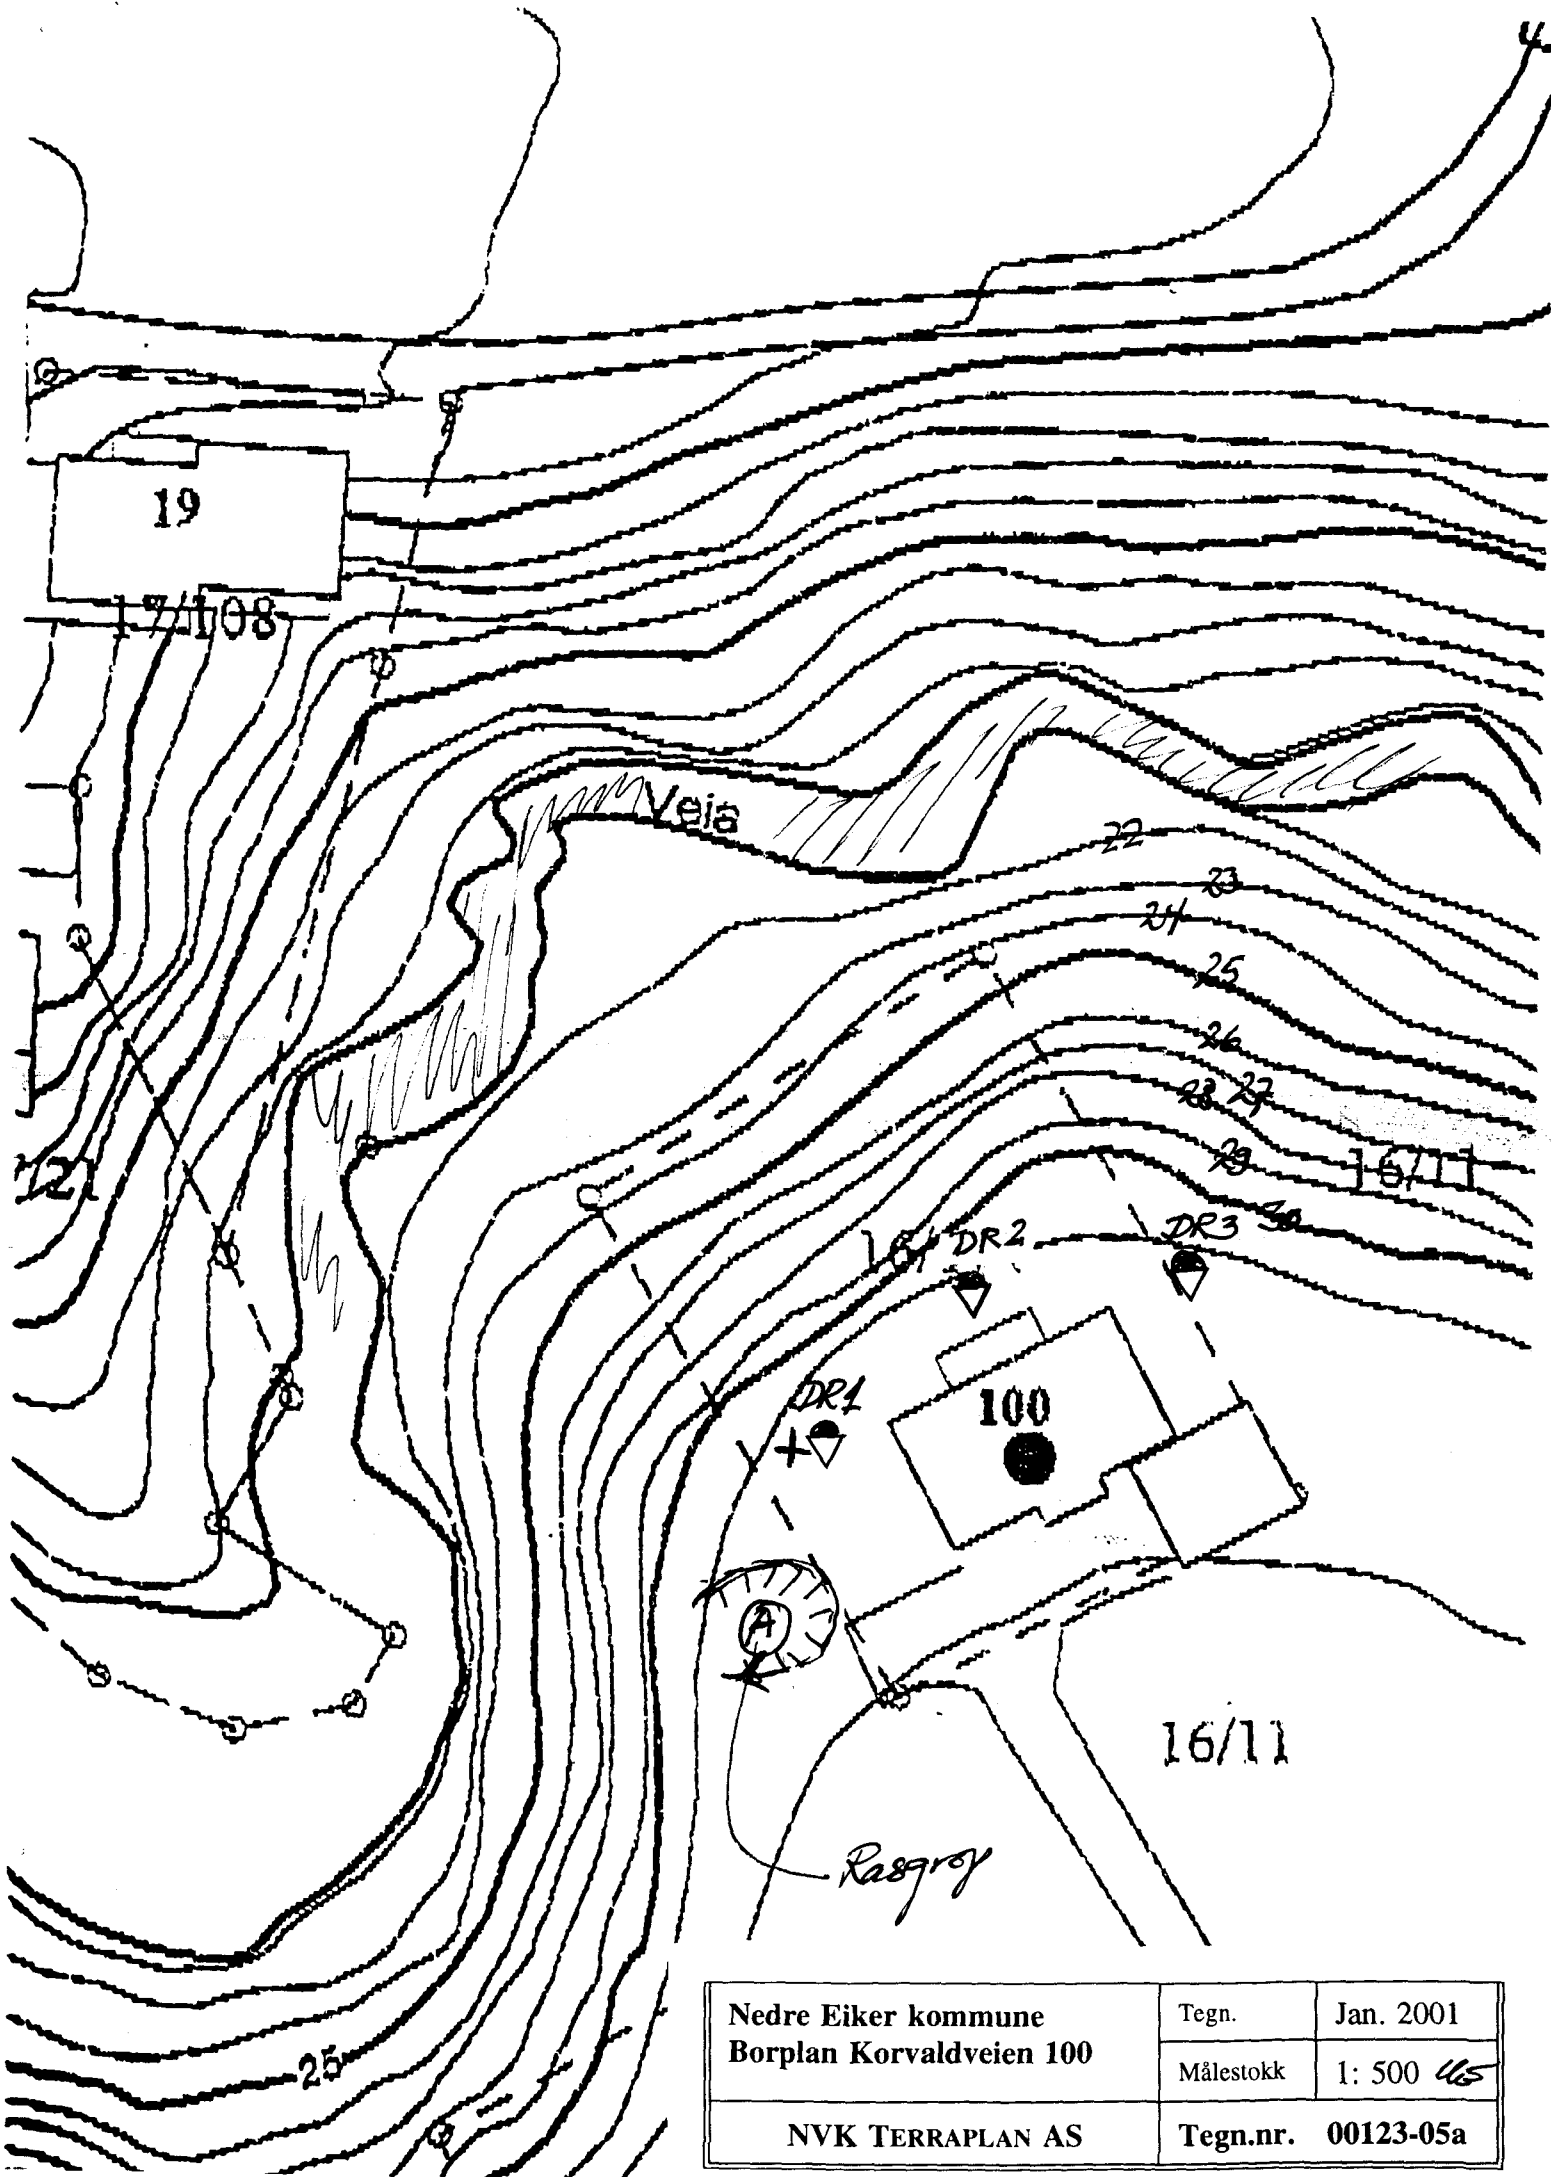 19
17/108
Veia
22
23
24
25
26
28 27
29
16/11
30
121
16/
DR2
DR3
DR1
100
A
16/11
Rasgrop
25
Nedre Eiker kommune
Borplan Korvaldveien 100
Tegn.
Jan. 2001
Målestokk
1: 500
NVK TERRAPLAN AS
Tegn.nr. 00123-05a